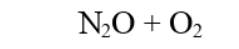 N₂O + O₂